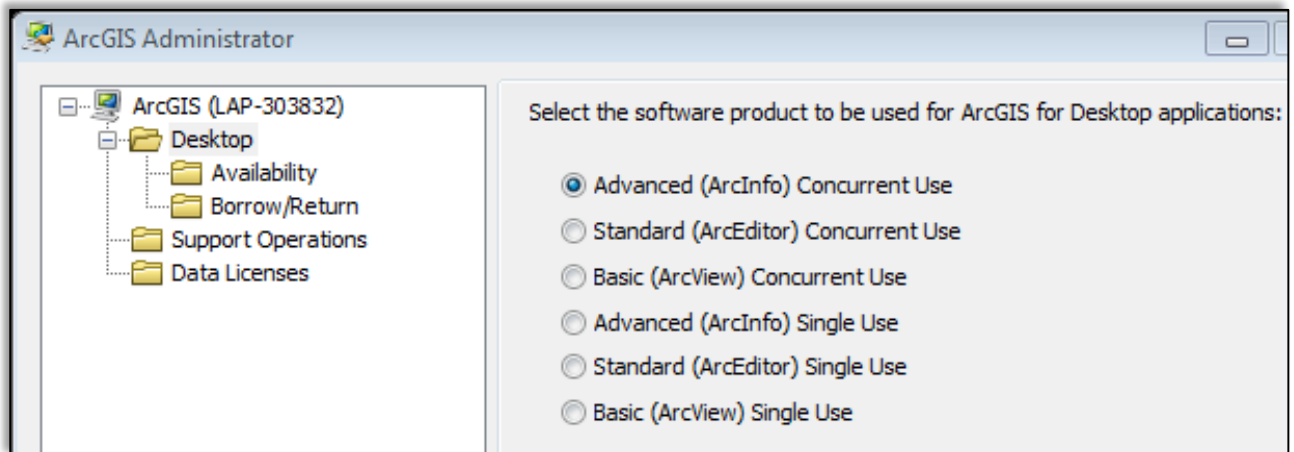 ArcGIS Administrator
ArcGIS (LAP-303832)
Desktop
Availability
Borrow/Return
Support Operations
Data Licenses
Select the software product to be used for ArcGIS for Desktop applications:
Advanced (ArcInfo) Concurrent Use
Standard (ArcEditor) Concurrent Use
Basic (ArcView) Concurrent Use
Advanced (ArcInfo) Single Use
Standard (ArcEditor) Single Use
Basic (ArcView) Single Use